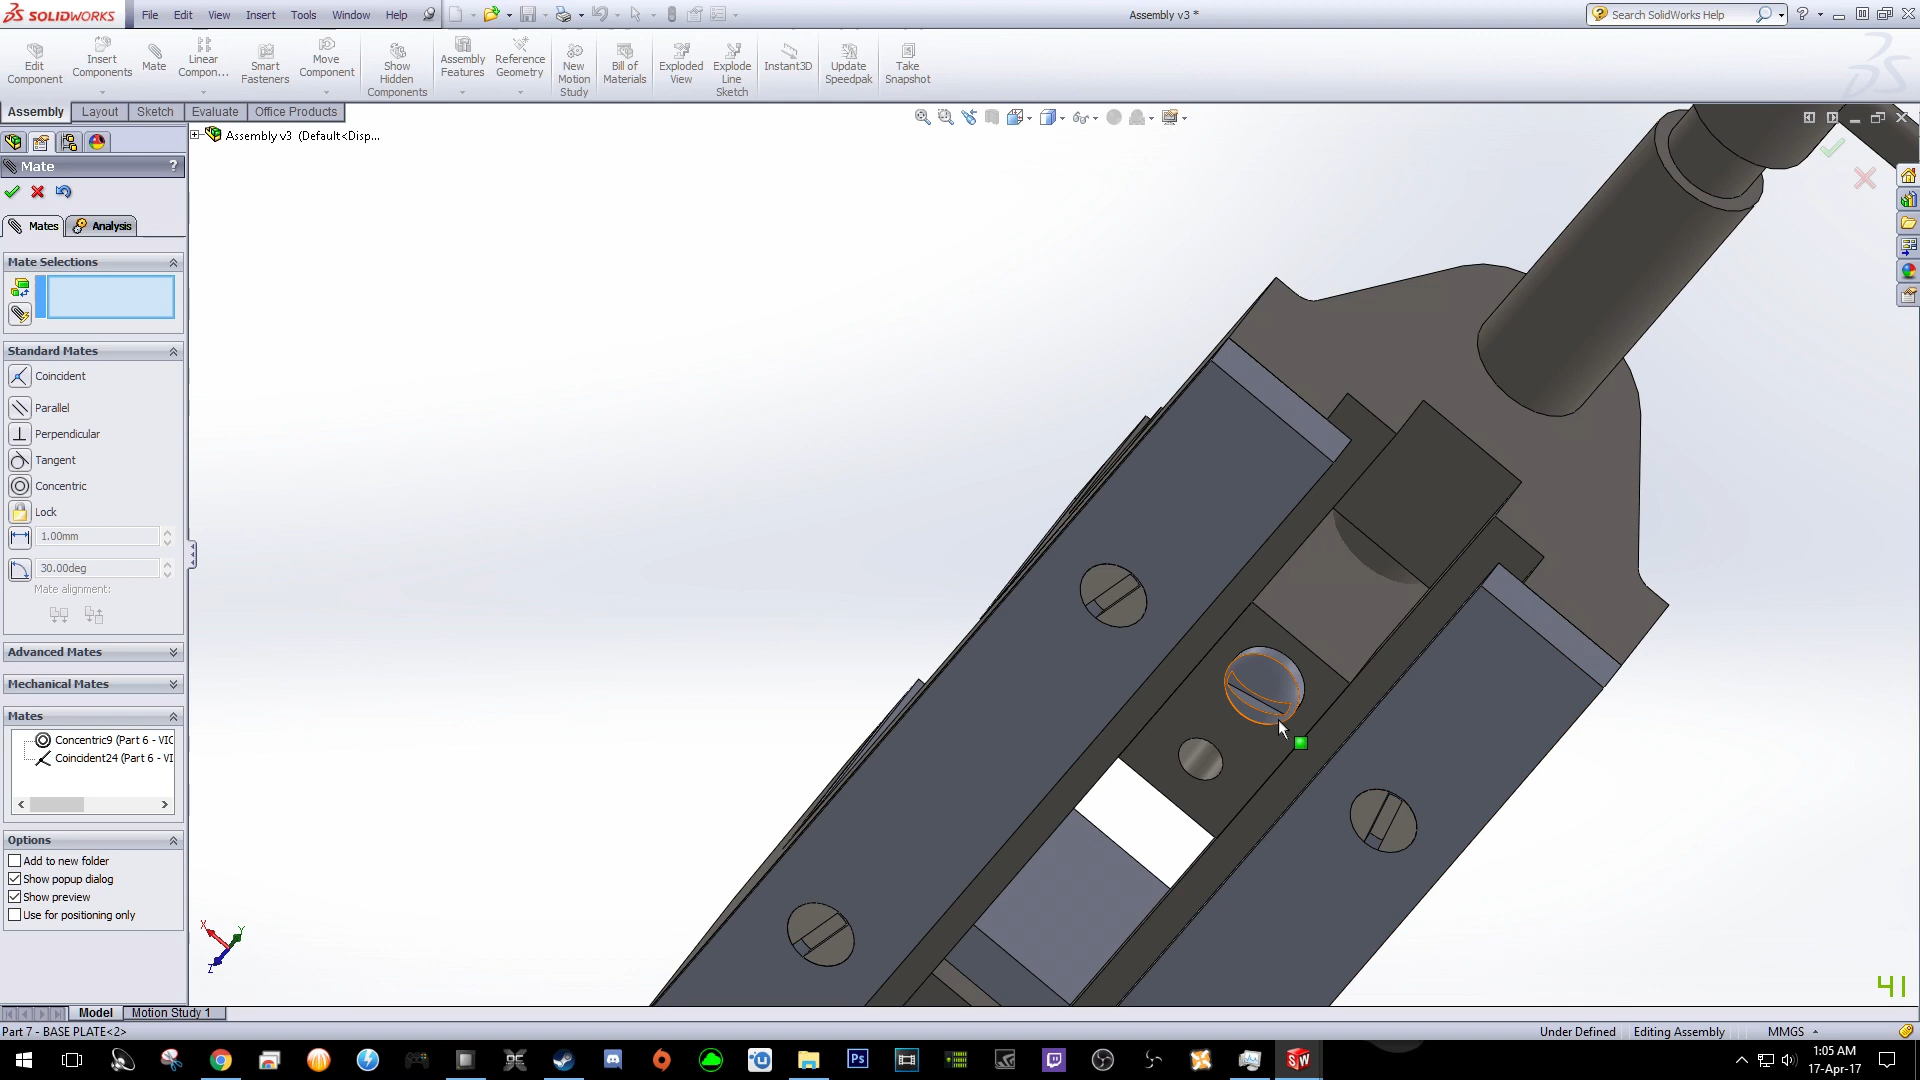 SOLIDWORKS File Edit View Insert Tools Window Help Assembly v3 * Search SolidWorks Help
Edit Component
Insert Components
Mate
Linear Compon...
Smart Fasteners
Move Component
Show Hidden Components
Assembly Features
Reference Geometry
New Motion Study
Bill of Materials
Exploded View
Explode Line Sketch
Instant3D
Update Speedpak
Take Snapshot
Assembly Layout Sketch Evaluate Office Products
Assembly v3 (Default<Disp...
Mate ?
Mates Analysis
Mate Selections
Standard Mates
Coincident
Parallel
Perpendicular
Tangent
Concentric
Lock
1.00mm
30.00deg
Mate alignment:
Advanced Mates
Mechanical Mates
Mates
Concentric9 (Part 6 - VIC
Coincident24 (Part 6 - VI
Options
Add to new folder
Show popup dialog
Show preview
Use for positioning only
X Y
Z
41
Model Motion Study 1
Part 7 - BASE PLATE<2> Under Defined Editing Assembly MMGS
1:05 AM
17-Apr-17